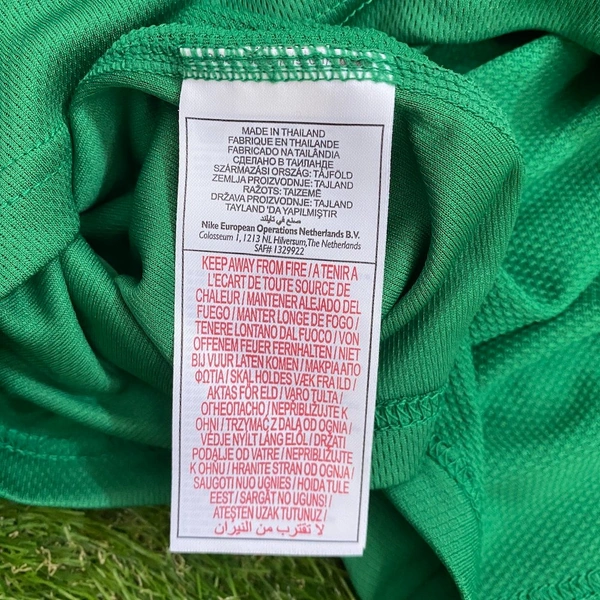 MADE IN THAILAND
FABRIQUE EN THAILANDE
FABRICADO NA TAILÂNDIA
СДЕЛАНО В ТАИЛАНДЕ
SZÁRMAZÁSI ORSZÁG: TÁJFÖLD
ZEMLJA PROIZVODNJE: TAJLAND
RAŽOTS: TAIZEMĒ
DRŽAVA PROIZVODNJE: TAJLAND
TAYLAND 'DA YAPILMIŞTIR
صنع في تايلند
Nike European Operations Netherlands B.V.
Colosseum 1, 1213 NL Hilversum, The Netherlands
SAF# 1329922
KEEP AWAY FROM FIRE / A TENIR A
L'ECART DE TOUTE SOURCE DE
CHALEUR / MANTENER ALEJADO DEL
FUEGO / MANTER LONGE DE FOGO /
TENERE LONTANO DAL FUOCO / VON
OFFENEM FEUER FERNHALTEN / NIET
BIJ VUUR LATEN KOMEN / ΜΑΚΡΙΑ ΑΠΟ
ΦΩΤΙΑ / SKAL HOLDES VÆK FRA ILD /
AKTAS FÖR ELD / VARO TULTA /
ОГНЕОПАСНО / NEPŘIBLIŽUJTE K
OHNI / TRZYMAĆ Z DALA OD OGNIA /
VÉDJE NYÍLT LÁNG ELŐL / DRŽATI
PODALJE OD VATRE / NEPRIBLIŽUJTE
K OHŇU / HRANITE STRAN OD OGNJA /
SAUGOTI NUO UGNIES / HOIDA TULE
EEST / SARGĀT NO UGUNS! /
ATEŞTEN UZAK TUTUNUZ /
لا تقترب من النيران